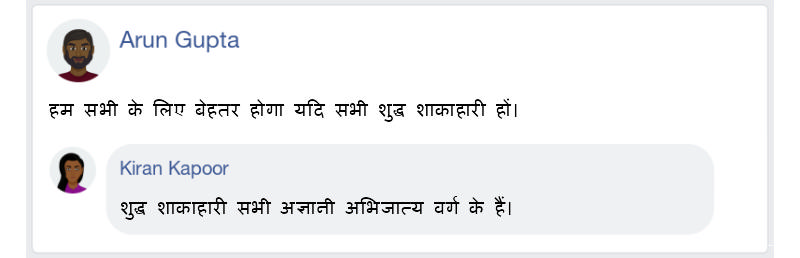 Arun Gupta
हम सभी के लिए बेहतर होगा यदि सभी शुद्ध शाकाहारी हों।
Kiran Kapoor
शुद्ध शाकाहारी सभी अज्ञानी अभिजात्य वर्ग के हैं।